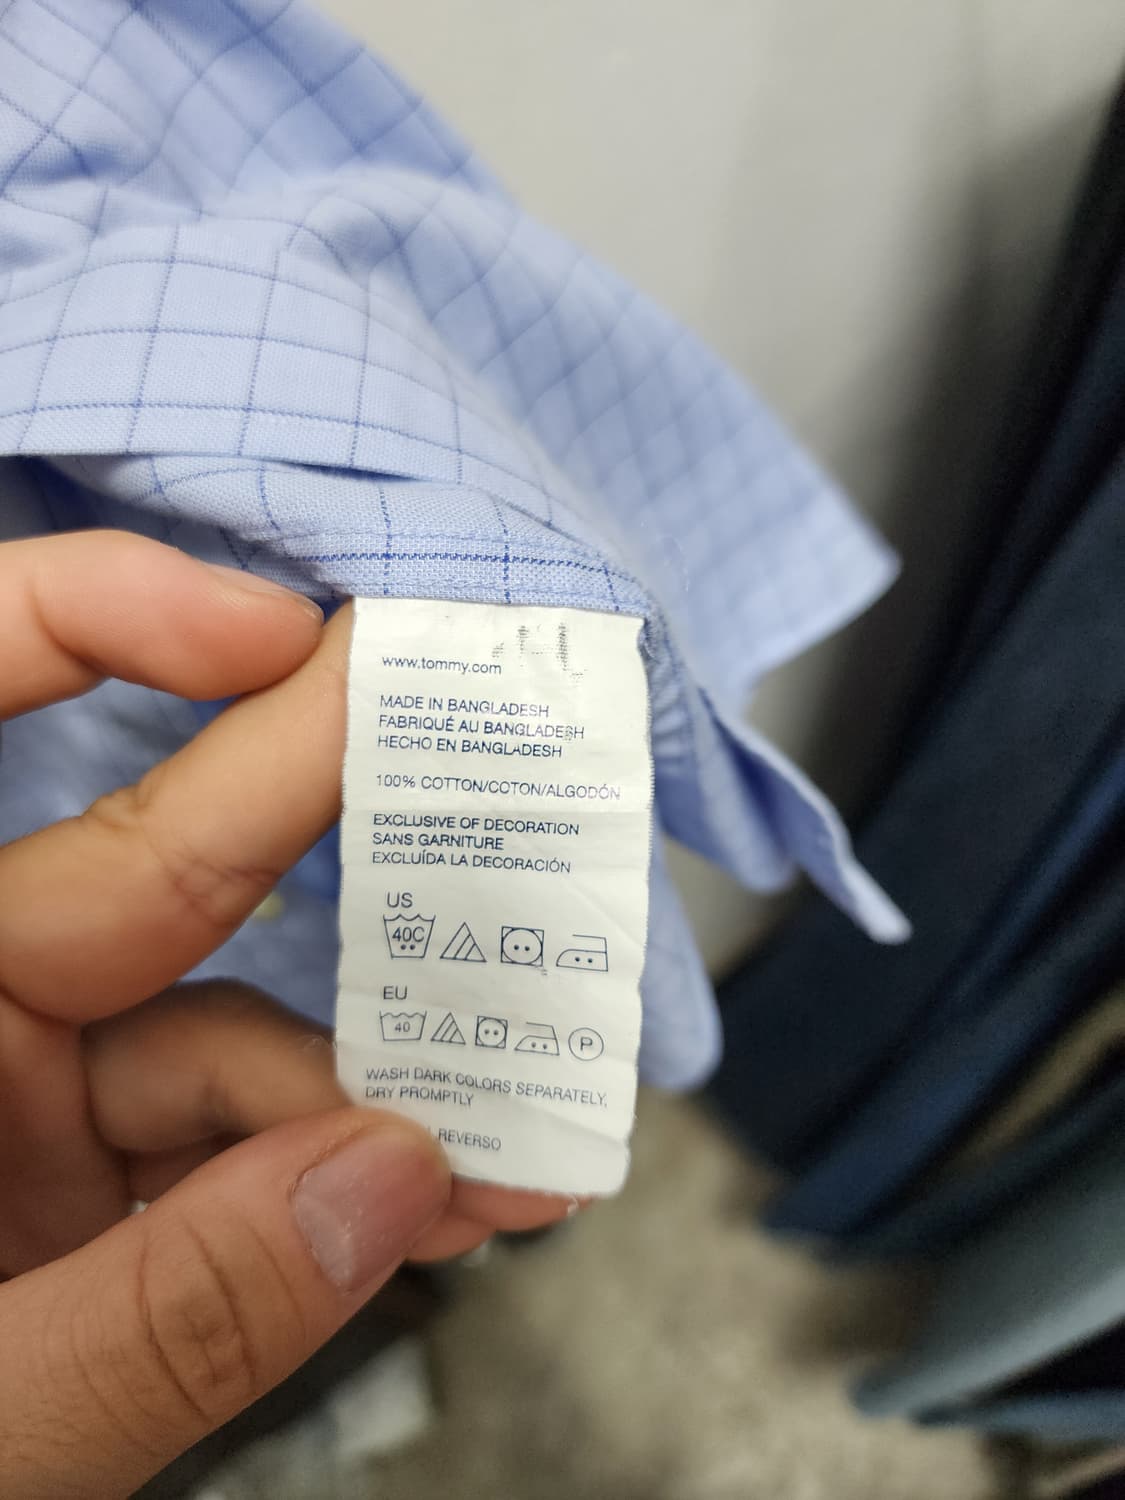 www.tommy.com
MADE IN BANGLADESH
FABRIQUÉ AU BANGLADESH
HECHO EN BANGLADESH
100% COTTON/COTON/ALGODÓN
EXCLUSIVE OF DECORATION
SANS GARNITURE
EXCLUÍDA LA DECORACIÓN
US
40C
EU
40 P
WASH DARK COLORS SEPARATELY,
DRY PROMPTLY
REVERSO